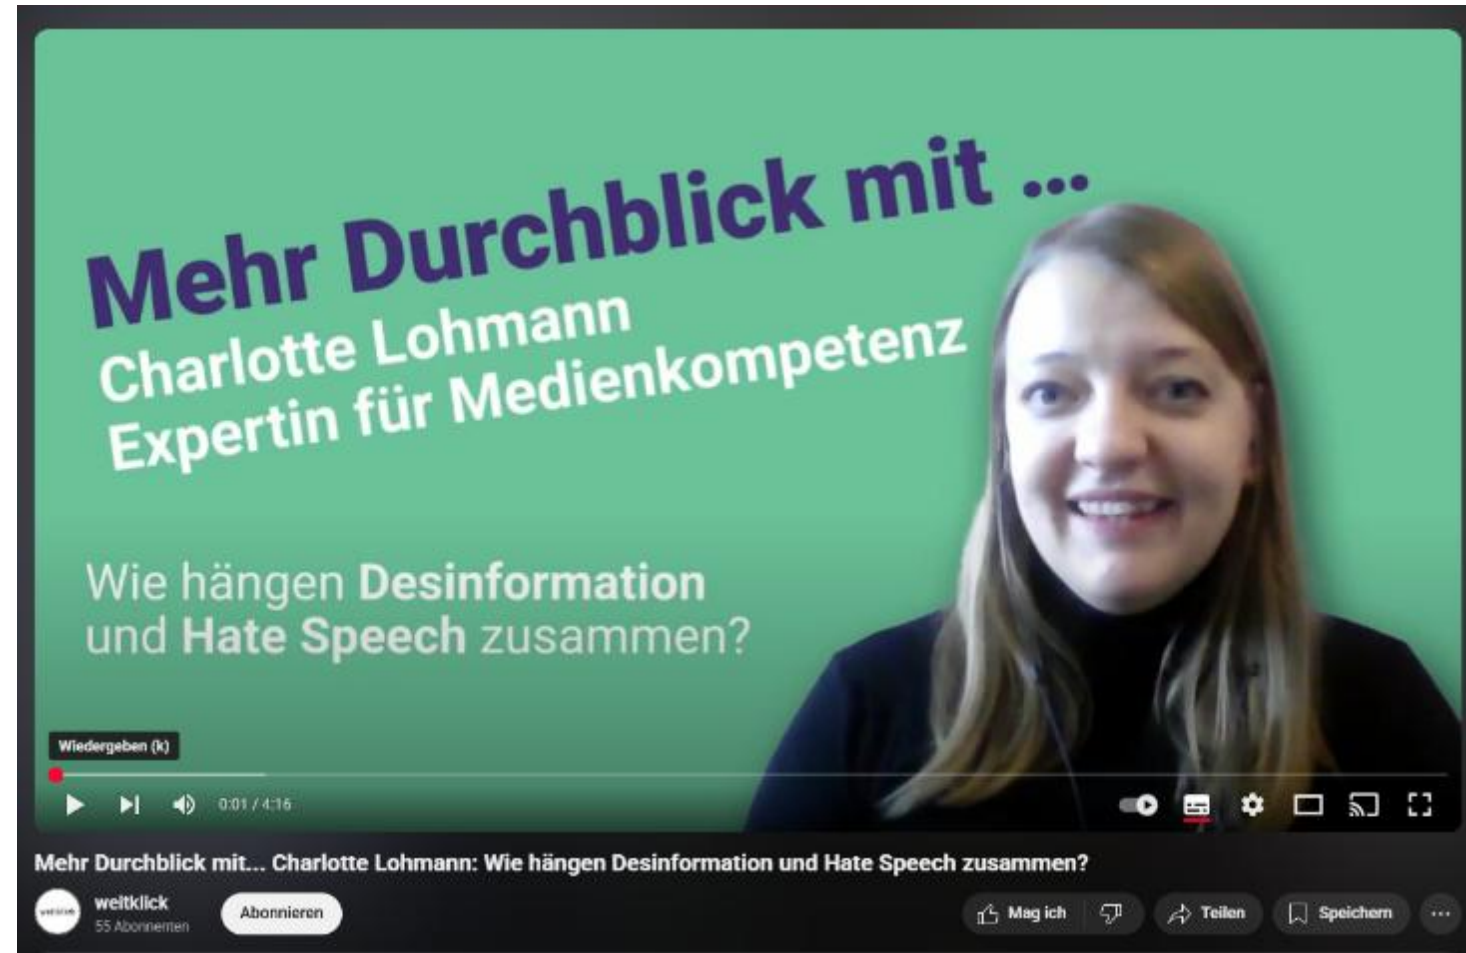 Mehr Durchblick mit ...
Charlotte Lohmann
Expertin für Medienkompetenz
Wie hängen Desinformation
und Hate Speech zusammen?
Wiedergeben (k)
0:01 / 4:16
Mehr Durchblick mit... Charlotte Lohmann: Wie hängen Desinformation und Hate Speech zusammen?
weitklick
55 Abonnenten
Abonnieren
Mag ich
Teilen
Speichern